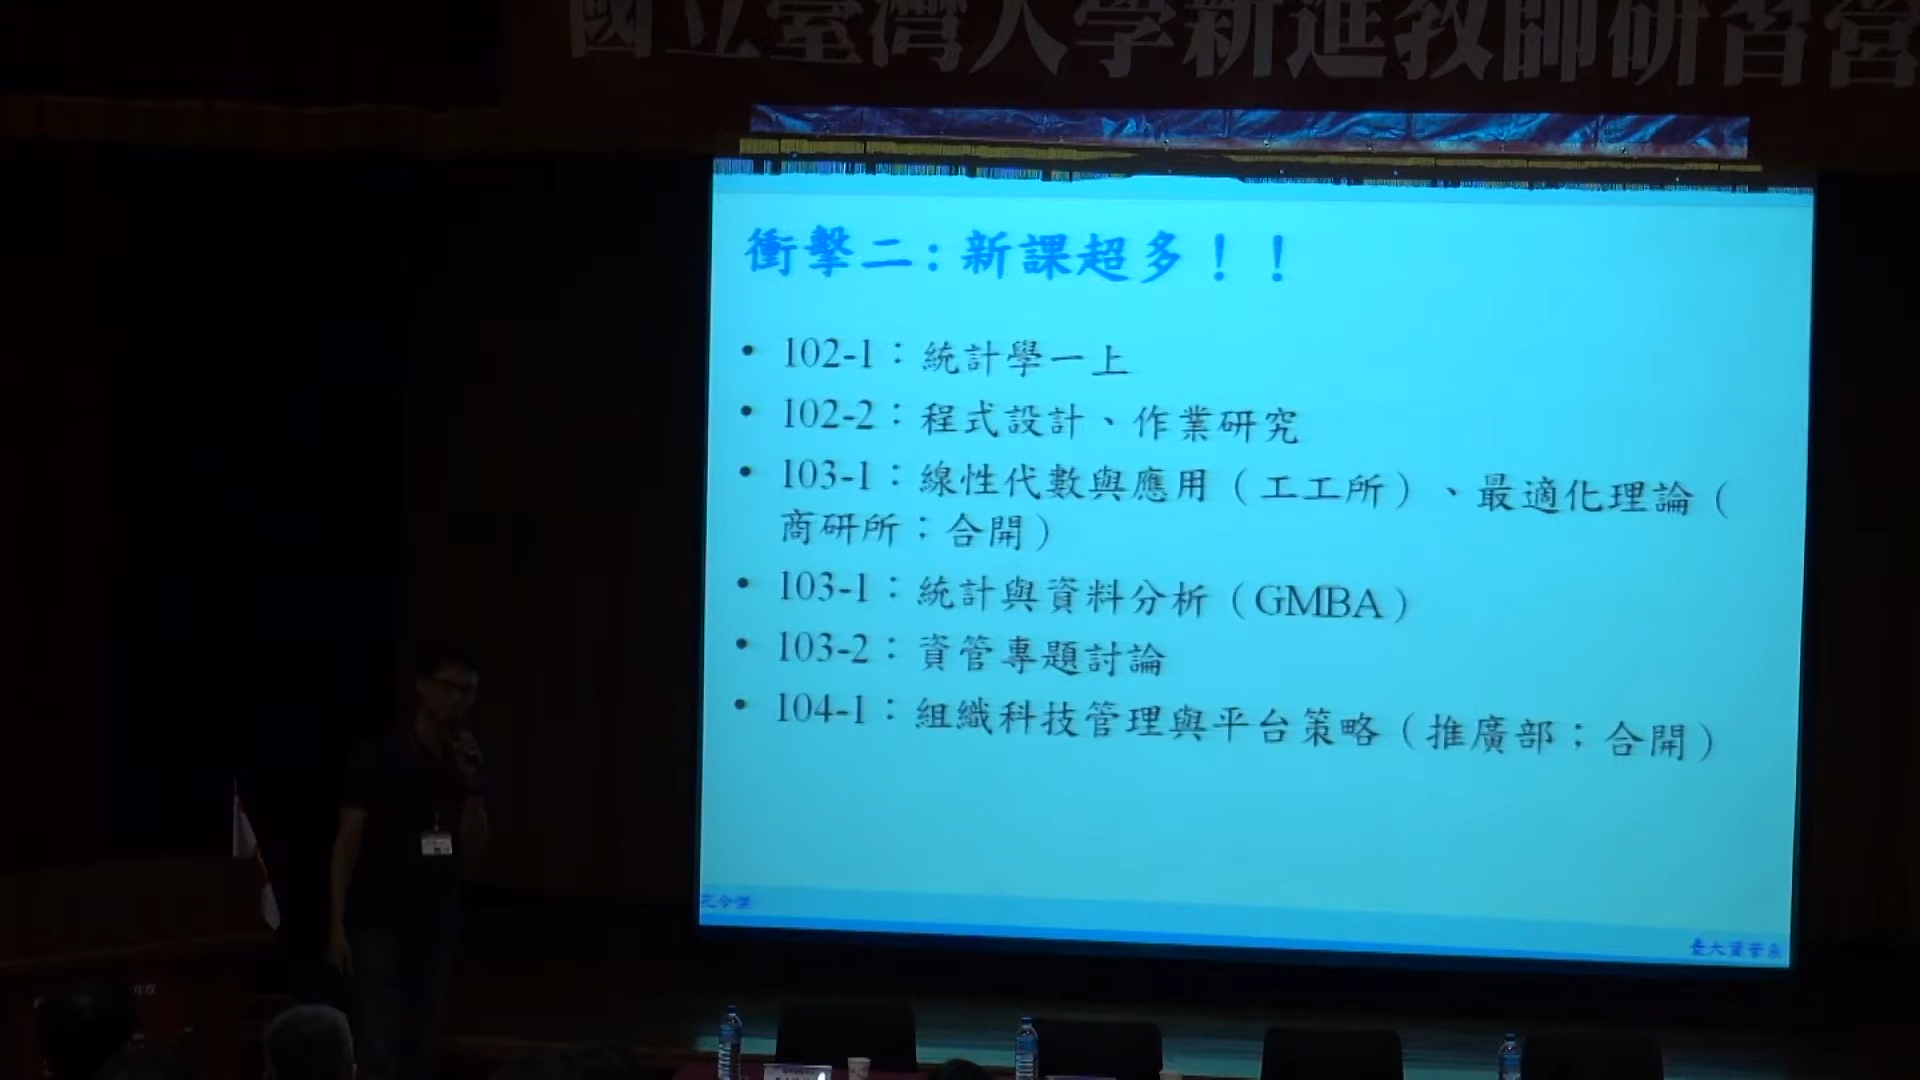 國立臺灣大學新進教師研習營
衝擊二：新課超多！！
• 102-1：統計學一上
• 102-2：程式設計、作業研究
• 103-1：線性代數與應用（工工所）、最適化理論（
商研所；合開）
• 103-1：統計與資料分析（GMBA）
• 103-2：資管專題討論
• 104-1：組織科技管理與平台策略（推廣部；合開）
孔令傑
臺大資管系